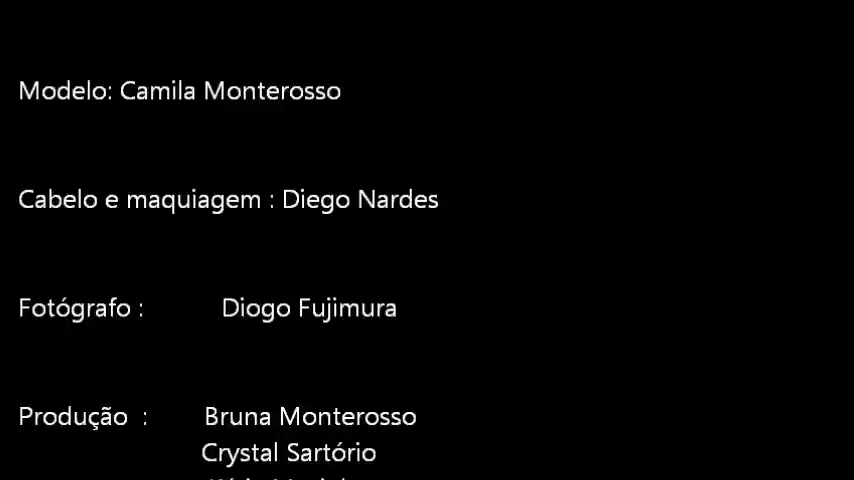 Modelo: Camila Monterosso
Cabelo e maquiagem : Diego Nardes
Fotógrafo : Diogo Fujimura
Produção : Bruna Monterosso
Crystal Sartório